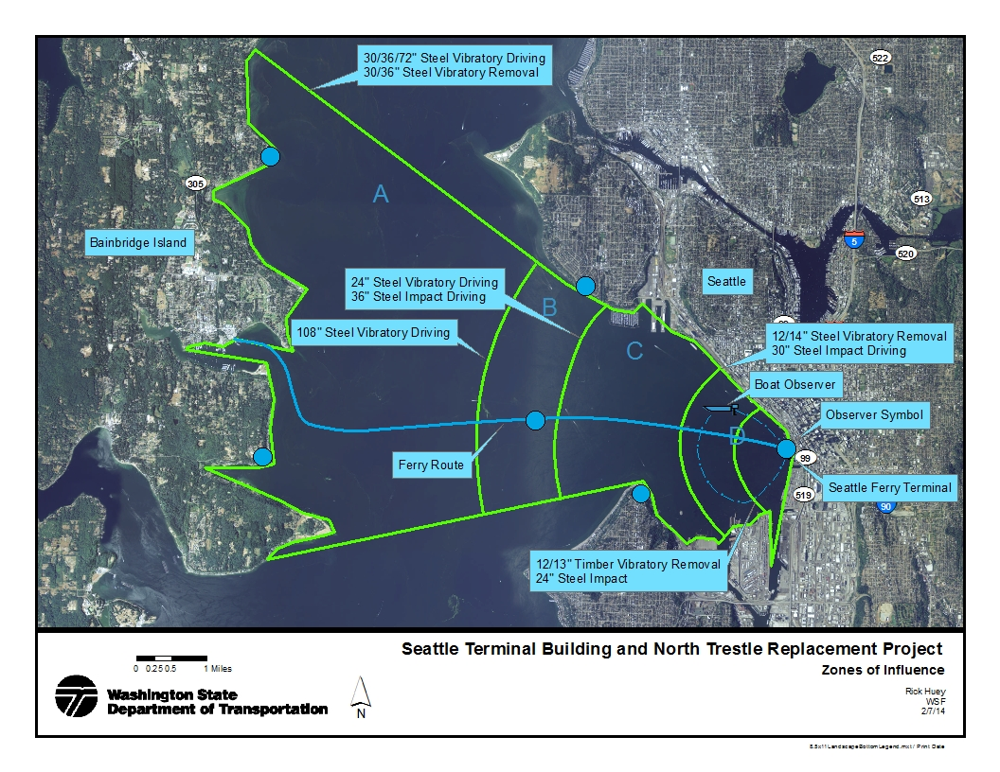 30/36/72" Steel Vibratory Driving
30/36" Steel Vibratory Removal
522
305
A
513
Bainbridge Island
5
520
Seattle
24" Steel Vibratory Driving
36" Steel Impact Driving
B
108" Steel Vibratory Driving
C
12/14" Steel Vibratory Removal
30" Steel Impact Driving
Boat Observer
Observer Symbol
D
Ferry Route
99
Seattle Ferry Terminal
519
90
12/13" Timber Vibratory Removal
24" Steel Impact
Seattle Terminal Building and North Trestle Replacement Project
Zones of Influence
0 0.25 0.5 1 Miles
Rick Huey
WSF
2/7/14
Washington State
Department of Transportation
N
8.5x11LandscapeBottomLegend.mxt / Print Date